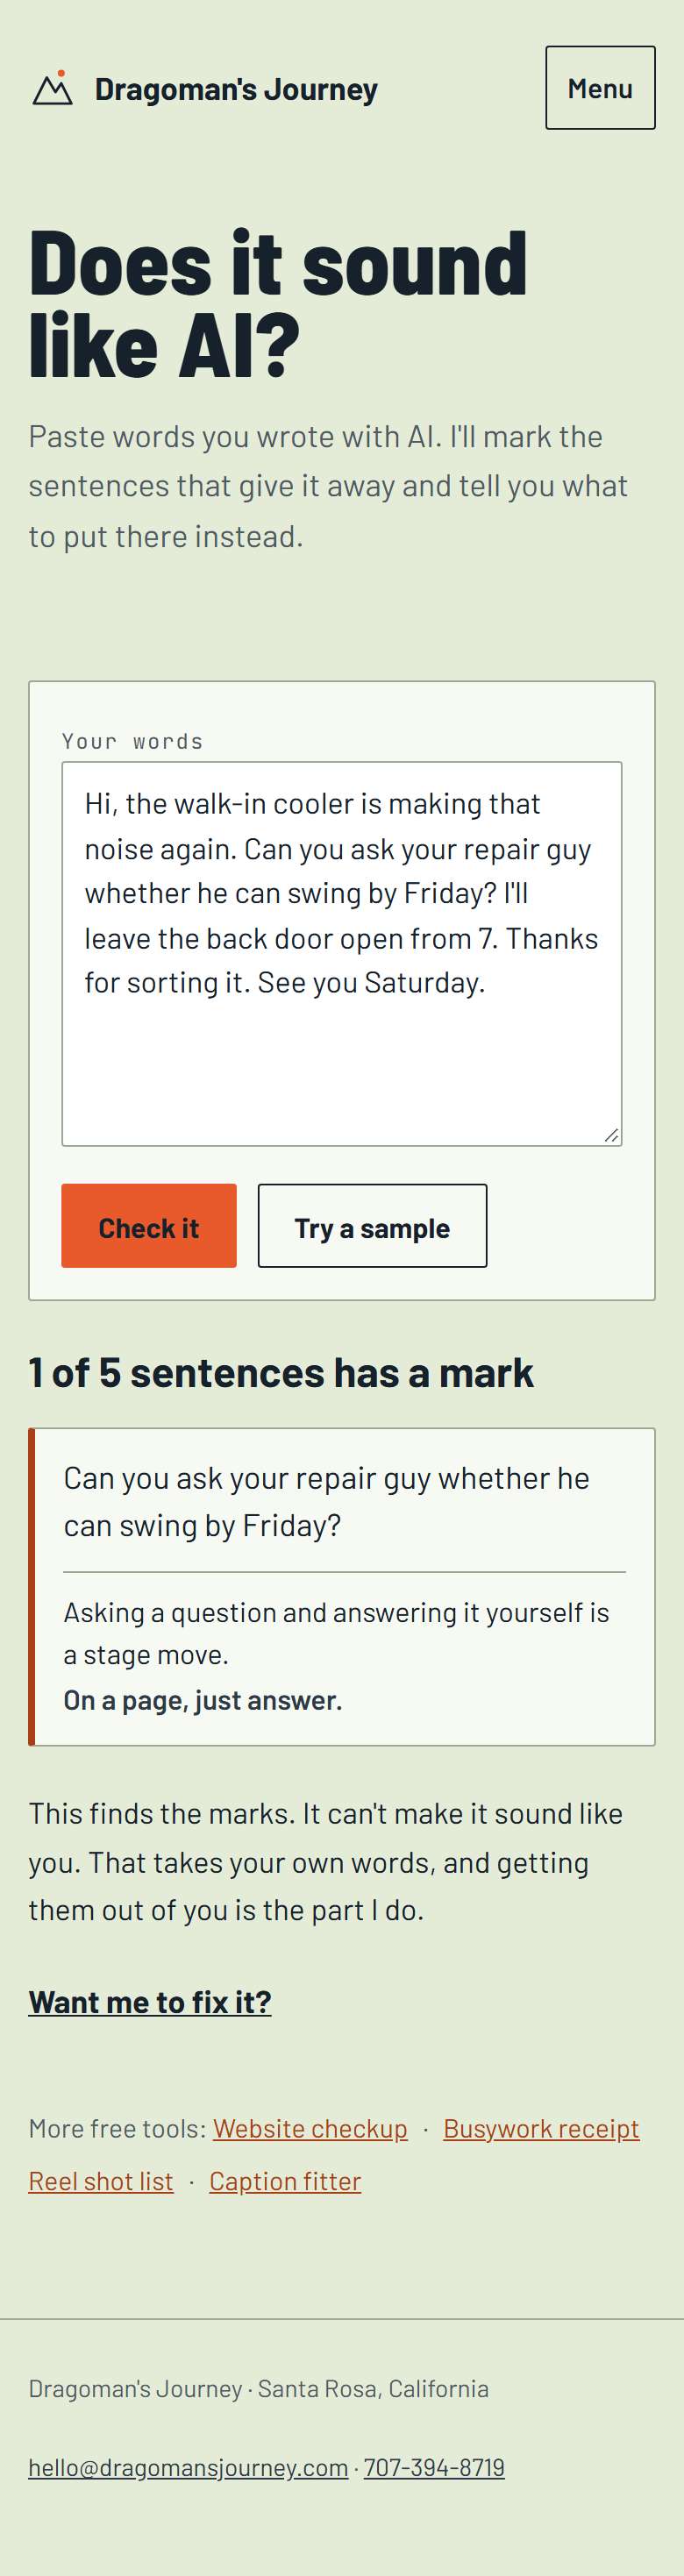 Dragoman's Journey
Menu
Does it sound
like AI?
Paste words you wrote with AI. I'll mark the
sentences that give it away and tell you what
to put there instead.
Your words
Hi, the walk-in cooler is making that
noise again. Can you ask your repair guy
whether he can swing by Friday? I'll
leave the back door open from 7. Thanks
for sorting it. See you Saturday.
Check it
Try a sample
1 of 5 sentences has a mark
Can you ask your repair guy whether he
can swing by Friday?
Asking a question and answering it yourself is
a stage move.
On a page, just answer.
This finds the marks. It can't make it sound like
you. That takes your own words, and getting
them out of you is the part I do.
Want me to fix it?
More free tools: Website checkup · Busywork receipt
Reel shot list · Caption fitter
Dragoman's Journey · Santa Rosa, California
hello@dragomansjourney.com · 707-394-8719